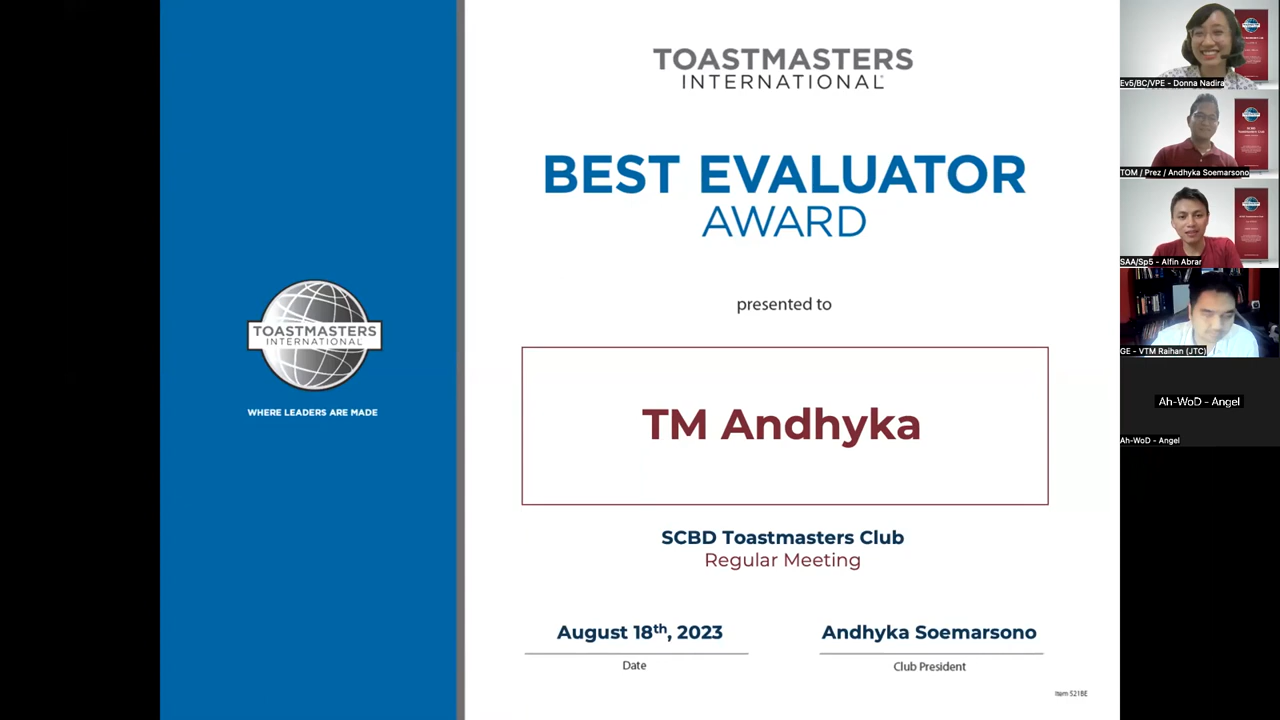 TOASTMASTERS
INTERNATIONAL
BEST EVALUATOR
AWARD
presented to
TM Andhyka
SCBD Toastmasters Club
Regular Meeting
August 18th, 2023
Date
Andhyka Soemarsono
Club President
Item 521BE
TOASTMASTERS
INTERNATIONAL
WHERE LEADERS ARE MADE
Ev5/BC/VPE - Donna Nadira
TOM / Prez / Andhyka Soemarsono
SAA/Sp5 - Alfin Abrar
GE - VTM Raihan (JTC)
Ah-WoD - Angel
Ah-WoD - Angel